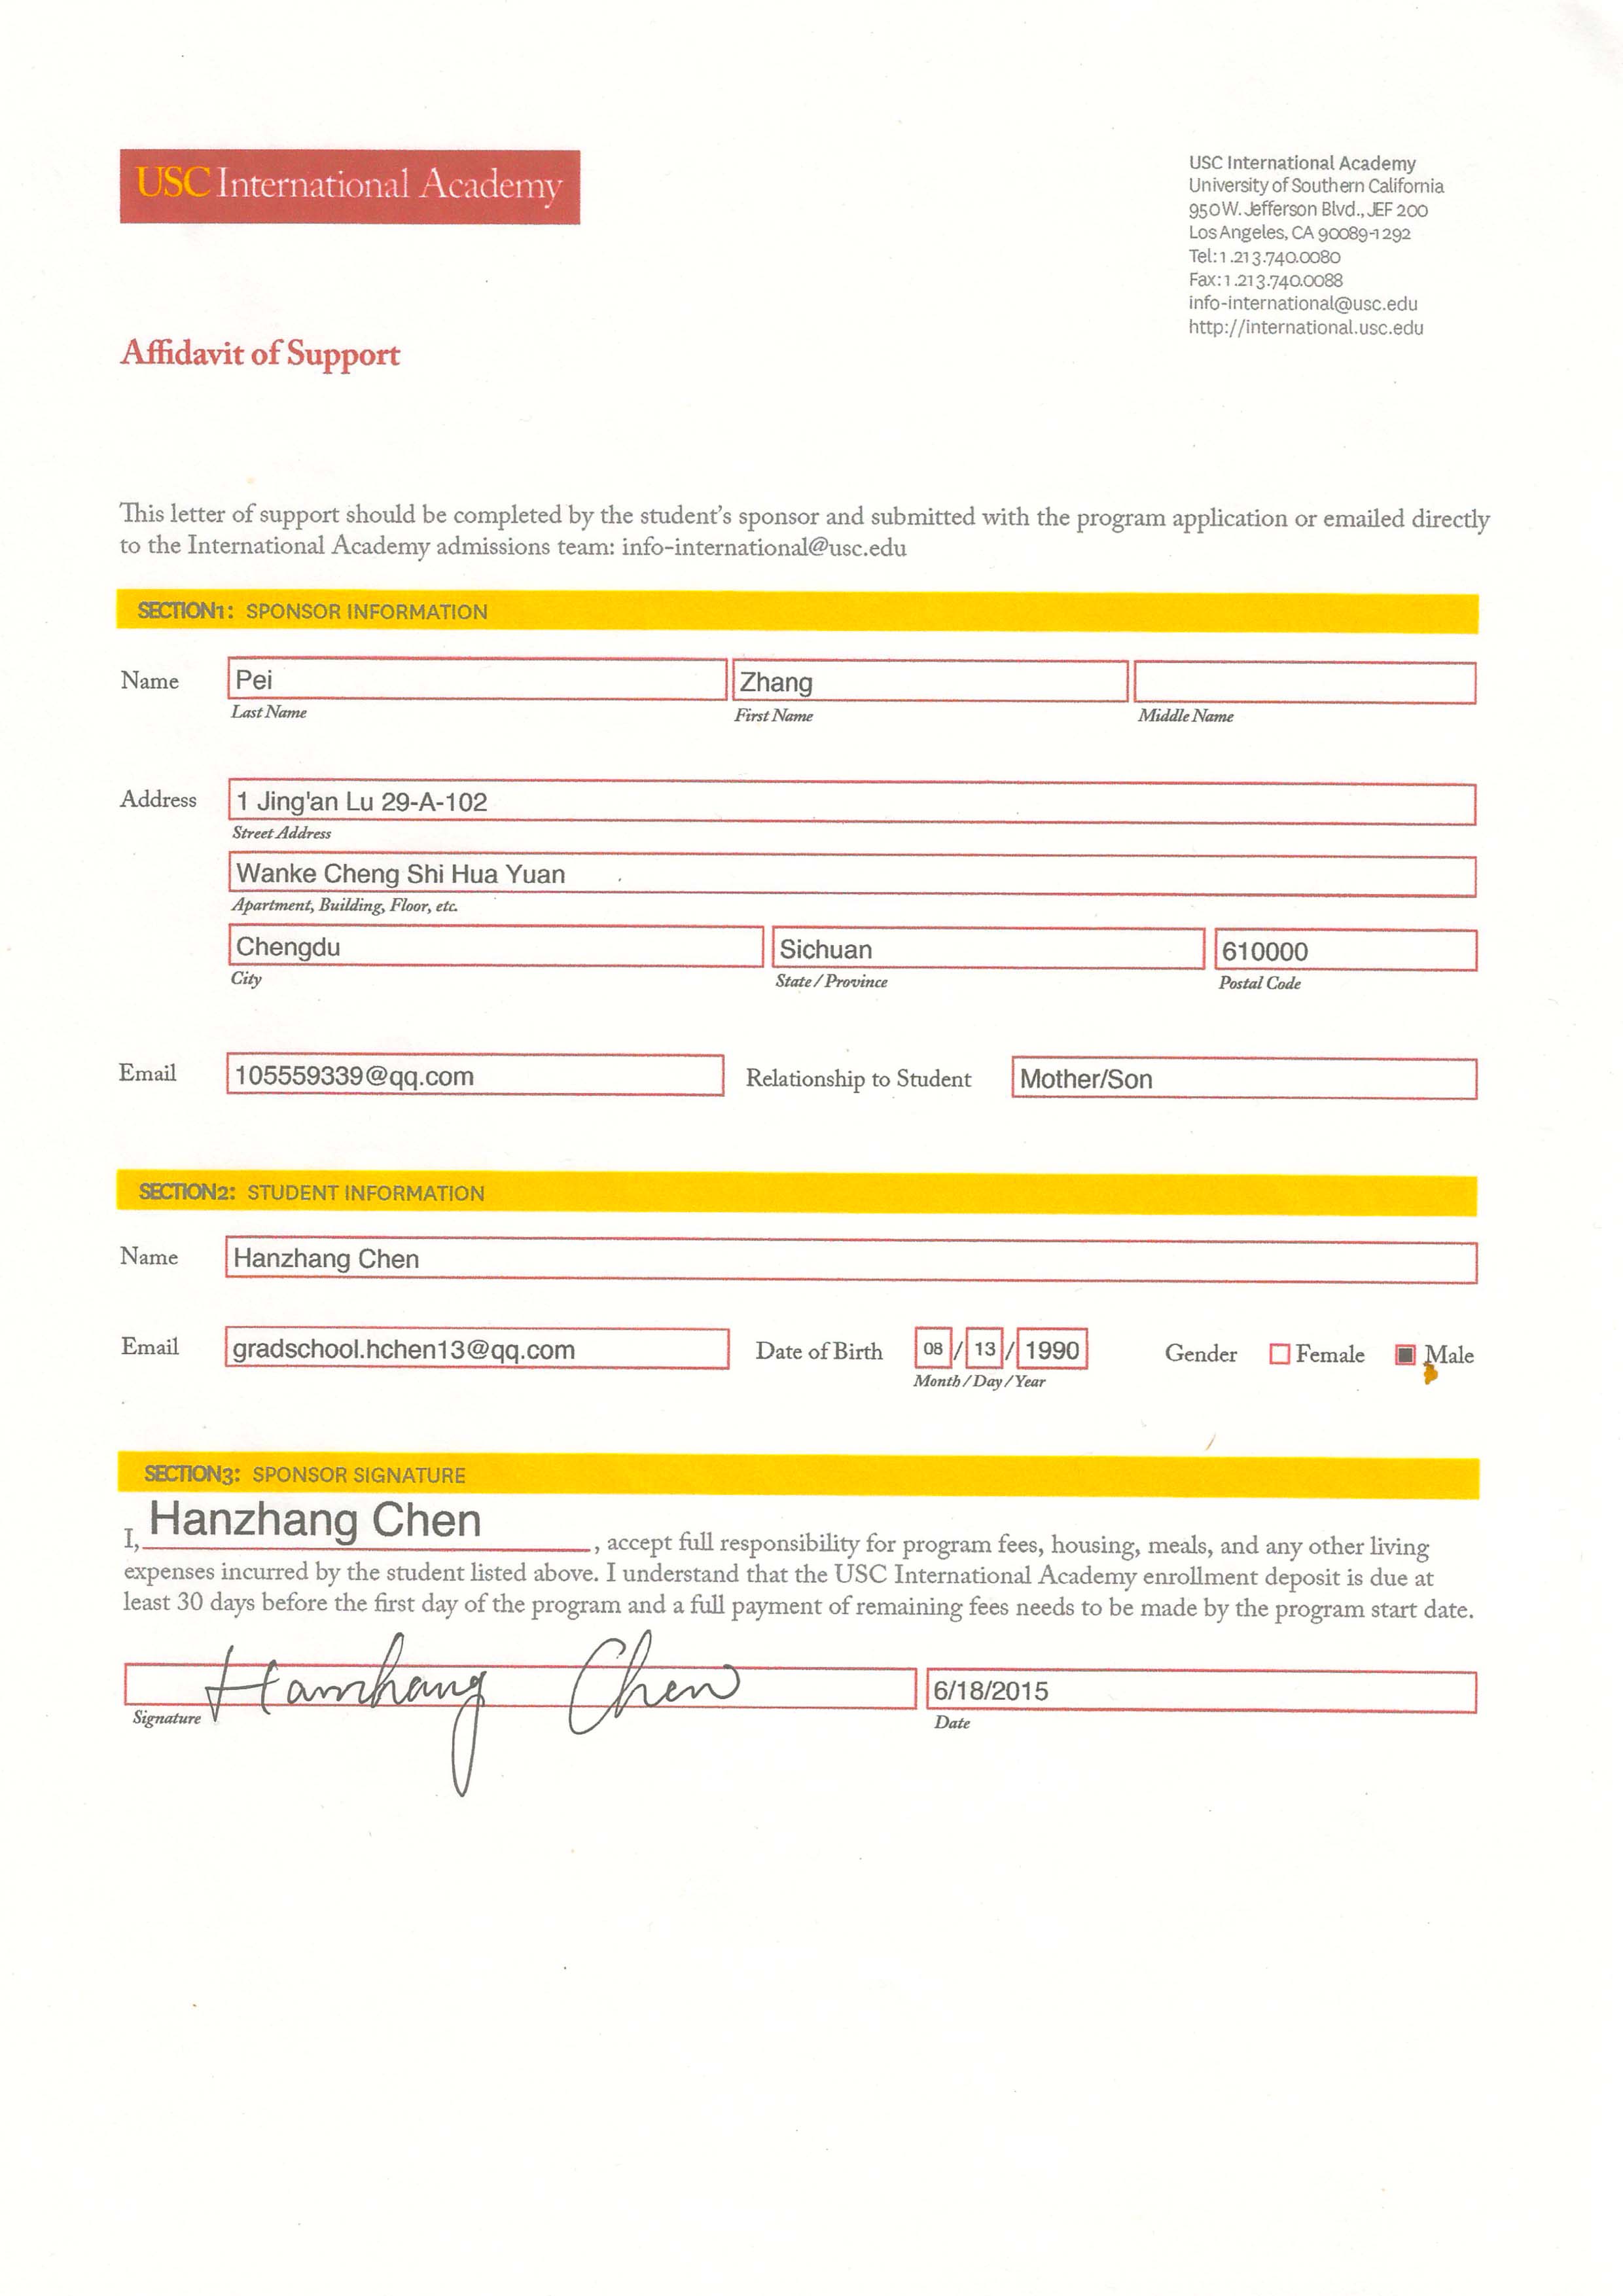 USC International Academy
USC International Academy
University of Southern California
950 W. Jefferson Blvd., JEF 200
Los Angeles, CA 90089-1292
Tel: 1.213.740.0080
Fax: 1.213.740.0088
info-international@usc.edu
http://international.usc.edu
Affidavit of Support
This letter of support should be completed by the student's sponsor and submitted with the program application or emailed directly
to the International Academy admissions team: info-international@usc.edu
SECTION1: SPONSOR INFORMATION
Name Pei Zhang
Last Name First Name Middle Name
Address 1 Jing'an Lu 29-A-102
Street Address
Wanke Cheng Shi Hua Yuan
Apartment, Building, Floor, etc.
Chengdu Sichuan 610000
City State / Province Postal Code
Email 105559339@qq.com Relationship to Student Mother/Son
SECTION2: STUDENT INFORMATION
Name Hanzhang Chen
Email gradschool.hchen13@qq.com Date of Birth 08 / 13 / 1990 Gender Female Male
Month / Day / Year
SECTION3: SPONSOR SIGNATURE
I, Hanzhang Chen, accept full responsibility for program fees, housing, meals, and any other living
expenses incurred by the student listed above. I understand that the USC International Academy enrollment deposit is due at
least 30 days before the first day of the program and a full payment of remaining fees needs to be made by the program start date.
Hanzhang Chen 6/18/2015
Signature Date